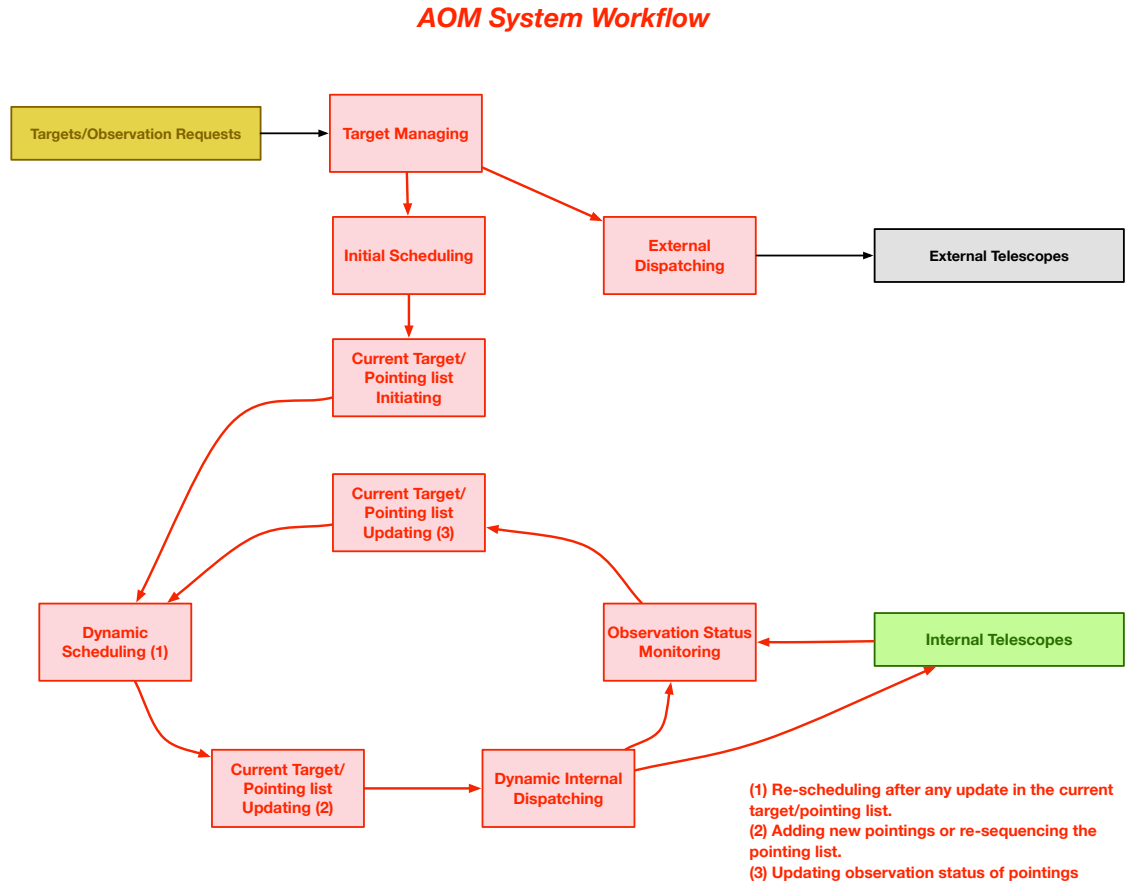 AOM System Workflow
Targets/Observation Requests
Target Managing
Initial Scheduling
External
Dispatching
External Telescopes
Current Target/
Pointing list
Initiating
Current Target/
Pointing list
Updating (3)
Dynamic
Scheduling (1)
Observation Status
Monitoring
Internal Telescopes
Current Target/
Pointing list
Updating (2)
Dynamic Internal
Dispatching
(1) Re-scheduling after any update in the current
target/pointing list.
(2) Adding new pointings or re-sequencing the
pointing list.
(3) Updating observation status of pointings